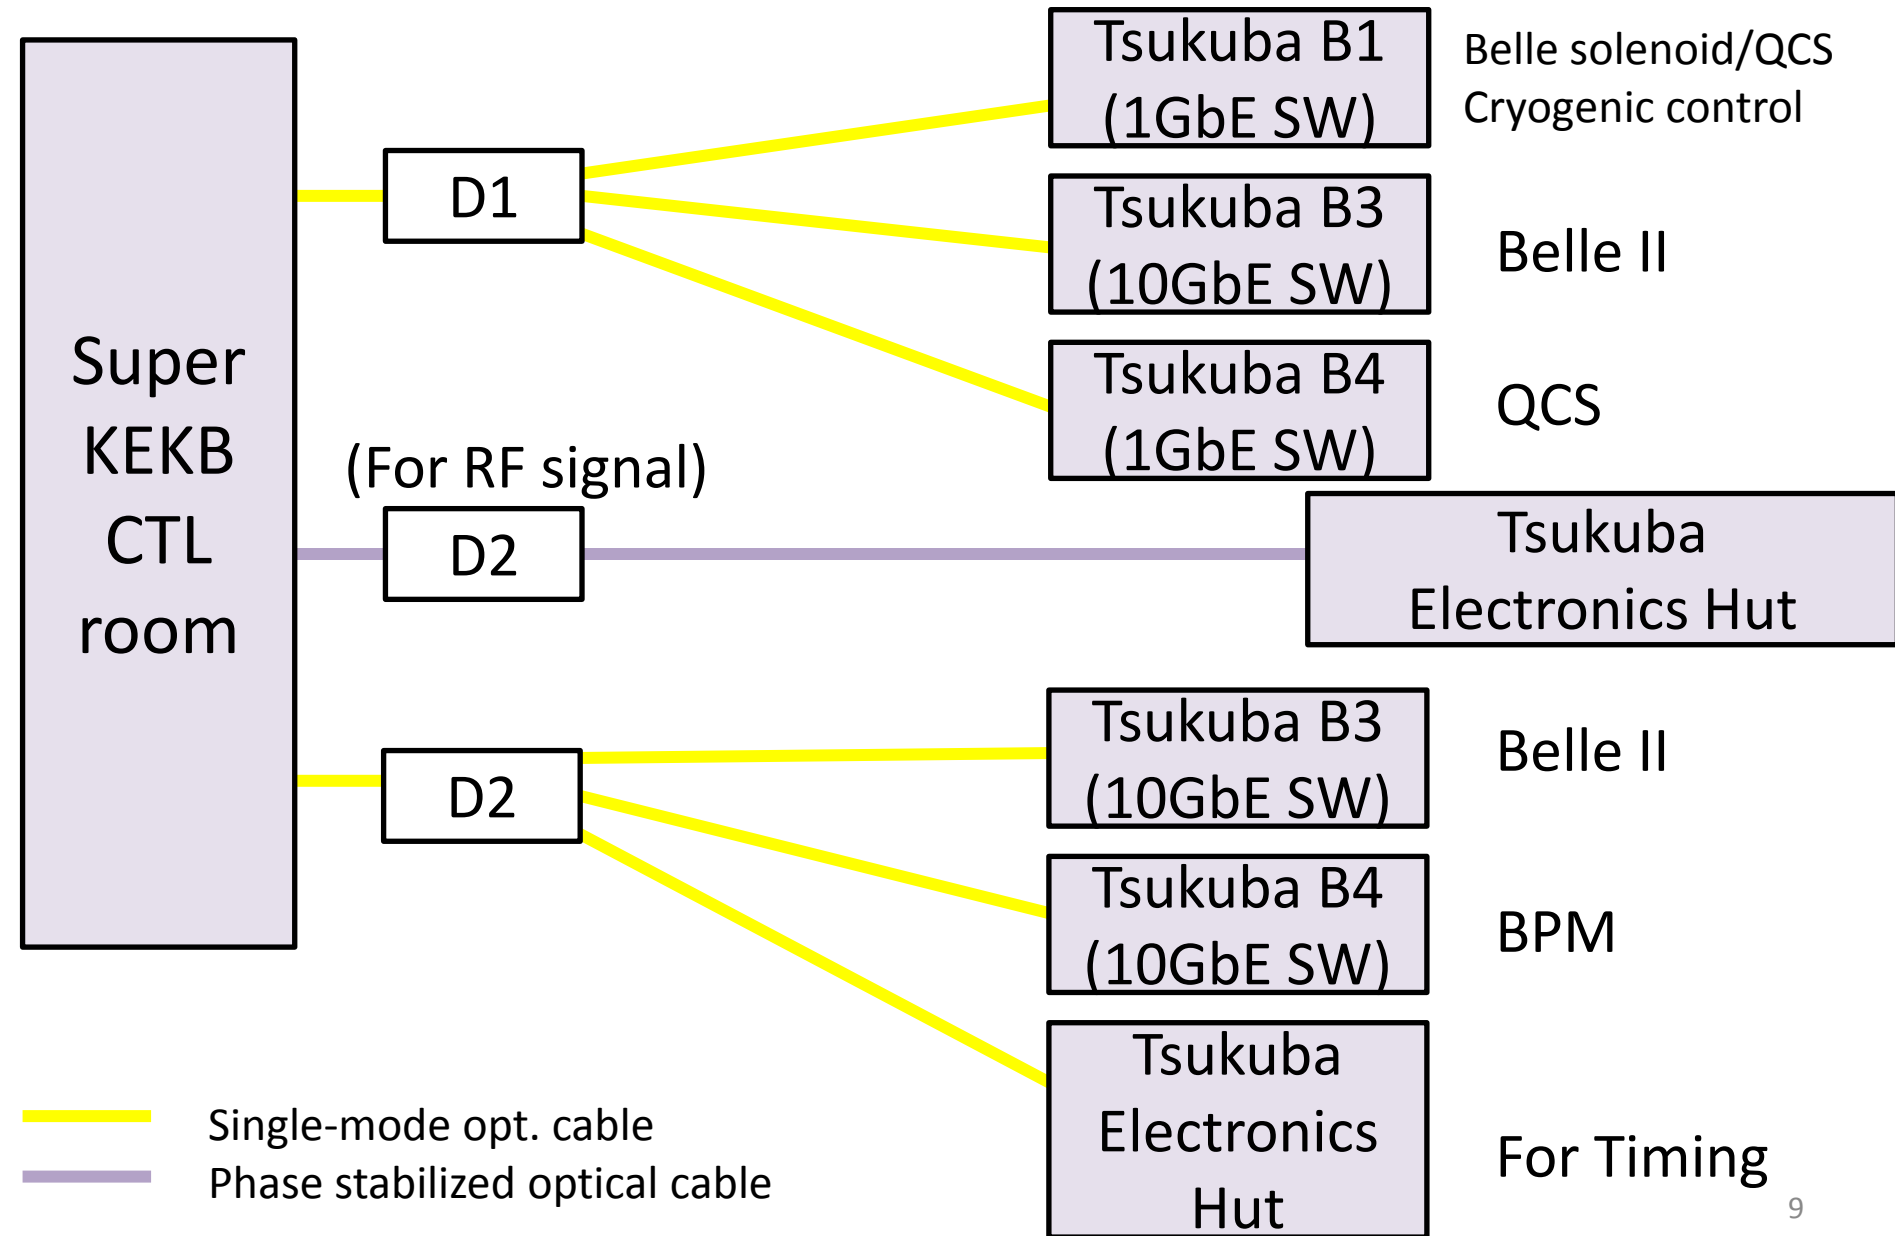 Super
KEKB
CTL
room
D1
Tsukuba B1
(1GbE SW)
Belle solenoid/QCS
Cryogenic control
Tsukuba B3
(10GbE SW)
Belle II
Tsukuba B4
(1GbE SW)
QCS
(For RF signal)
D2
Tsukuba
Electronics Hut
D2
Tsukuba B3
(10GbE SW)
Belle II
Tsukuba B4
(10GbE SW)
BPM
Tsukuba
Electronics
Hut
For Timing
Single-mode opt. cable
Phase stabilized optical cable
9